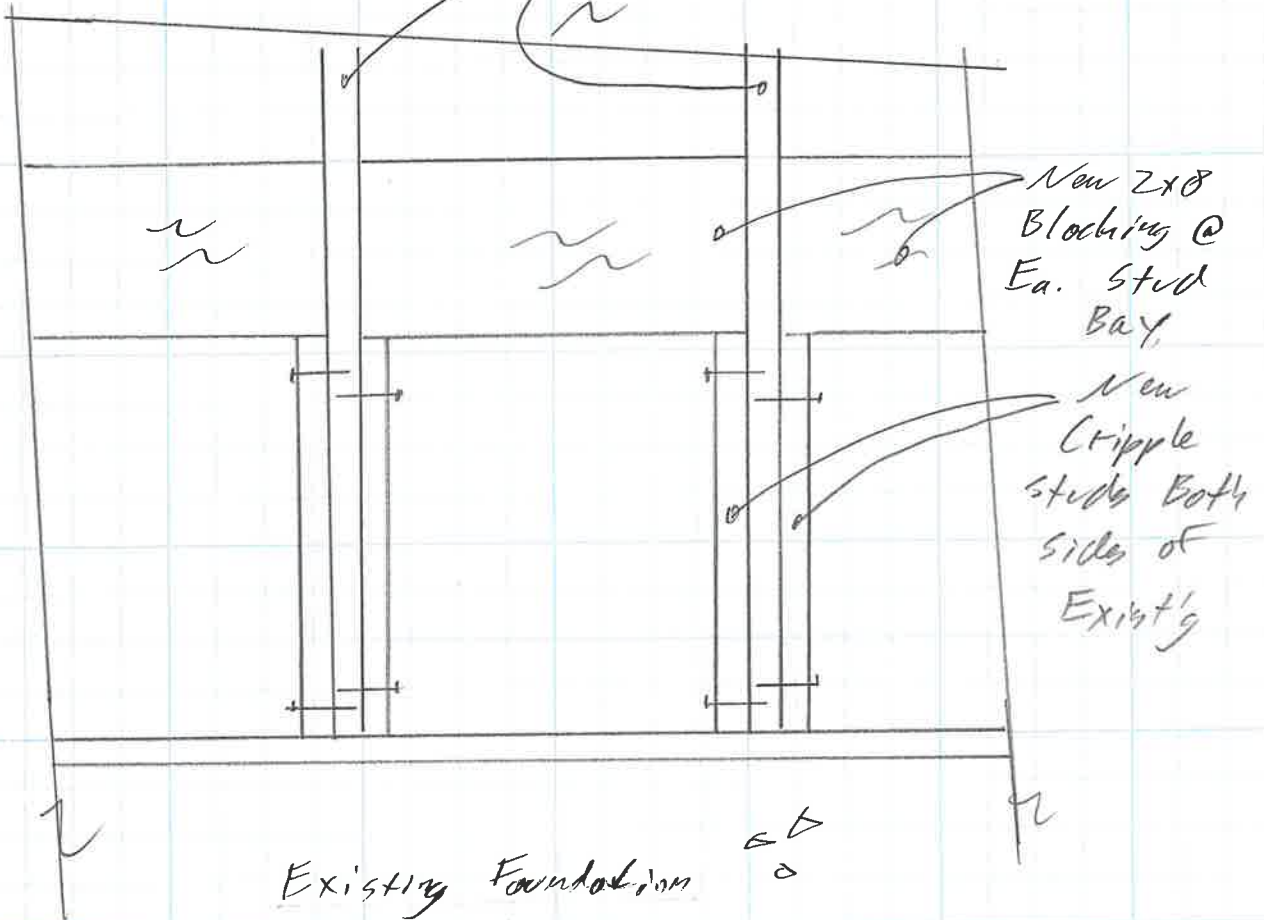 New 2x8
Blocking @
Ea. Stud
Bay.
New
Cripple
Studs Both
Sides of
Exist'g
Existing Foundation